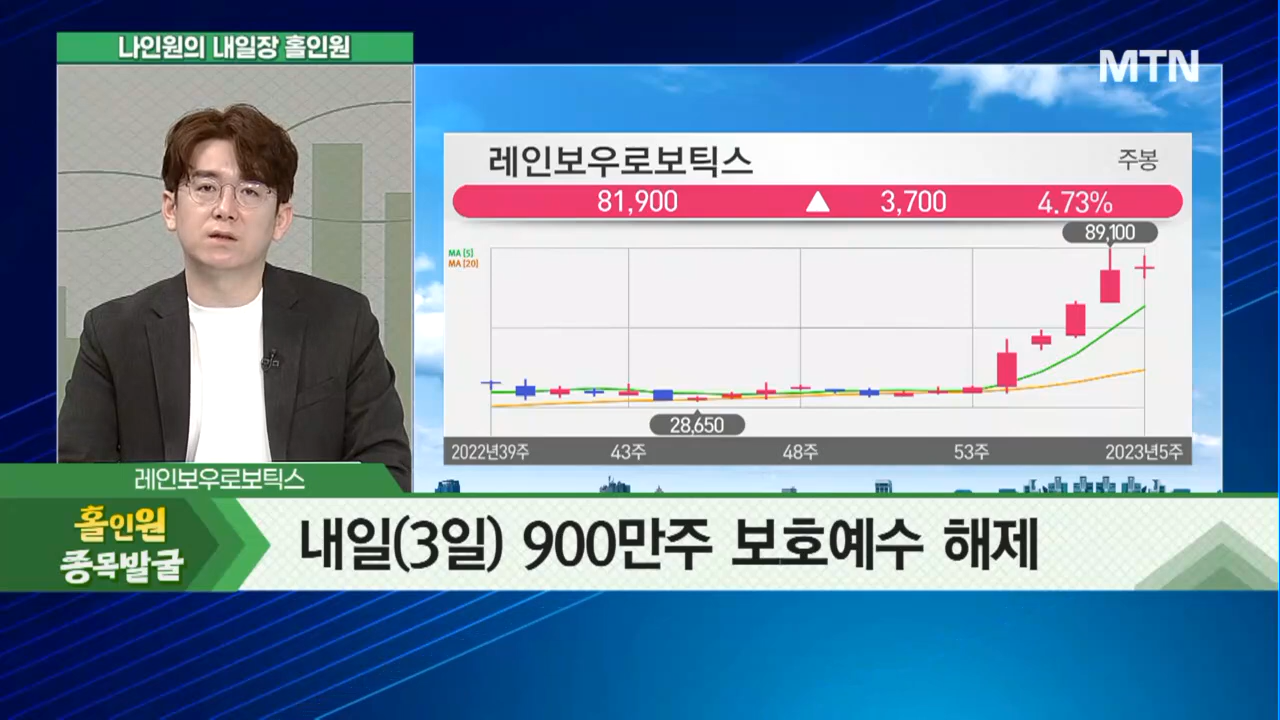 나인원의 내일장 홀인원
MTN
레인보우로보틱스
주봉
81,900 ▲ 3,700 4.73%
89,100
MA [5]
MA [20]
28,650
2022년39주 43주 48주 53주 2023년5주
레인보우로보틱스
홀인원
종목발굴
내일(3일) 900만주 보호예수 해제